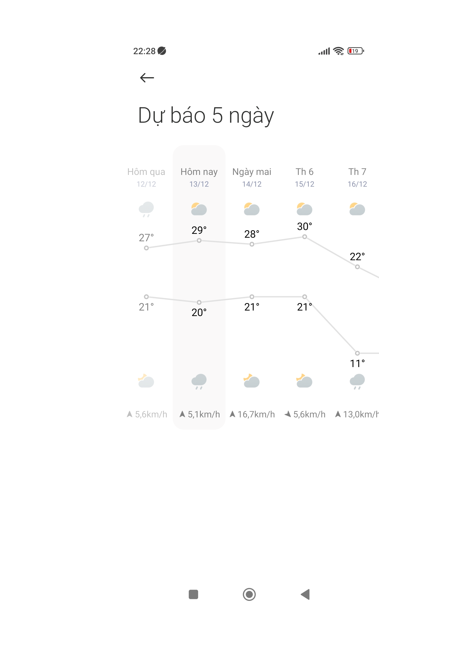 22:28
19
Dự báo 5 ngày
Hôm qua Hôm nay Ngày mai Th 6 Th 7
12/12 13/12 14/12 15/12 16/12
27° 29° 28° 30° 22°
21° 20° 21° 21° 11°
5,6km/h 5,1km/h 16,7km/h 5,6km/h 13,0km/h